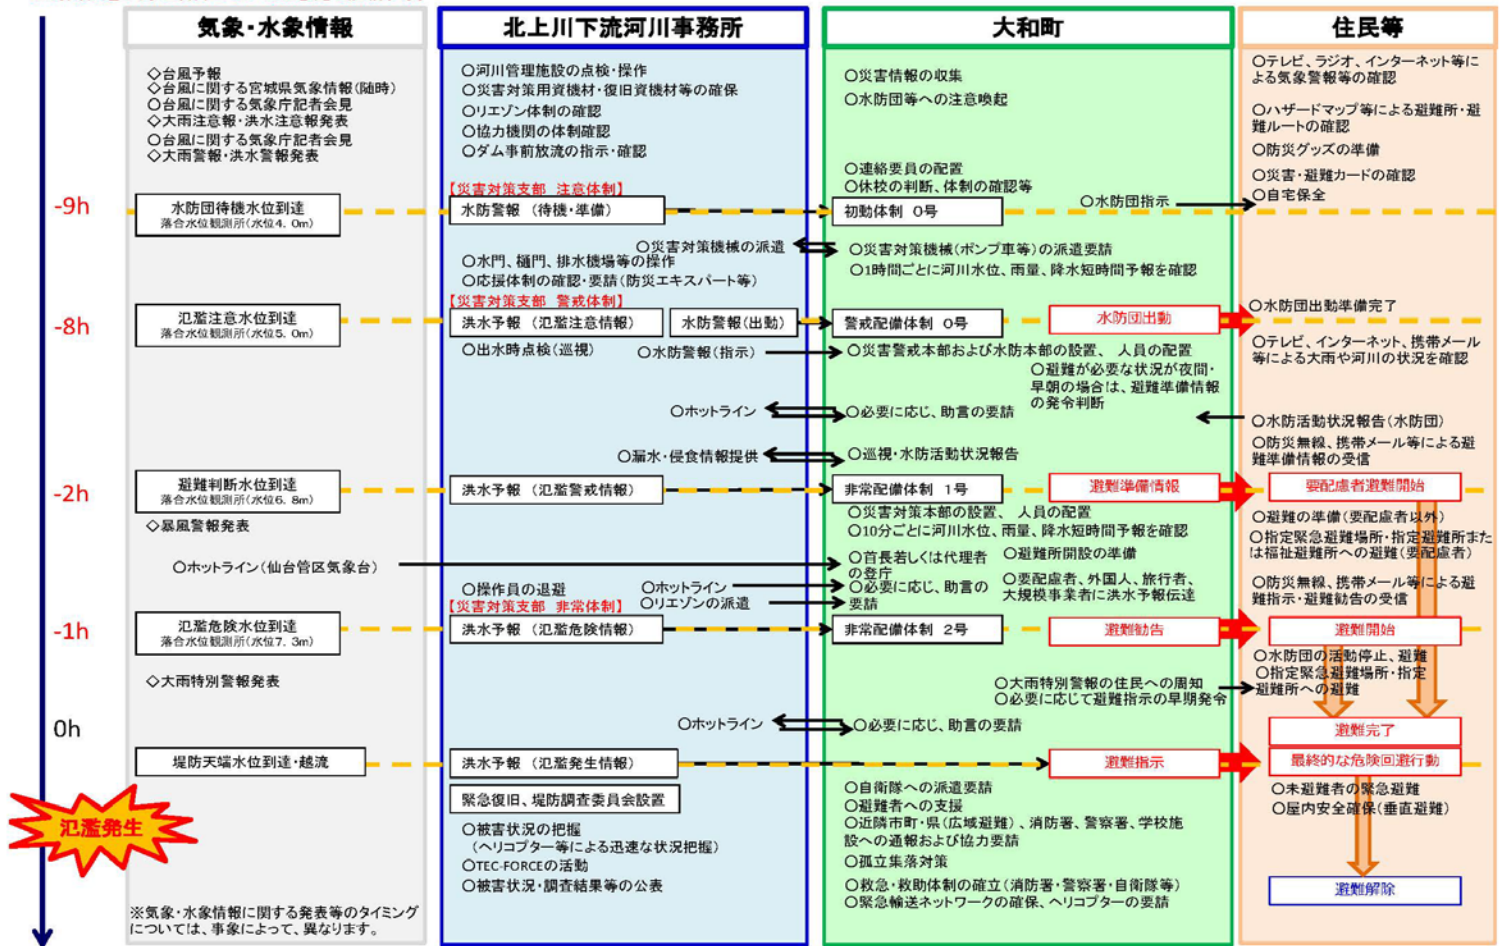 気象・水象情報
◇台風予報
◇台風に関する宮城県気象情報(随時)
○台風に関する気象庁記者会見
◇大雨注意報・洪水注意報発表
○台風に関する気象庁記者会見
◇大雨警報・洪水警報発表
-9h
水防団待機水位到達
落合水位観測所(水位4.0m)
-8h
氾濫注意水位到達
落合水位観測所(水位5.0m)
-2h
避難判断水位到達
落合水位観測所(水位6.8m)
◇暴風警報発表
○ホットライン(仙台管区気象台)
-1h
氾濫危険水位到達
落合水位観測所(水位7.3m)
◇大雨特別警報発表
0h
堤防天端水位到達・越流
氾濫発生
※気象・水象情報に関する発表等のタイミング
については、事象によって、異なります。
北上川下流河川事務所
○河川管理施設の点検・操作
○災害対策用資機材・復旧資機材等の確保
○リエゾン体制の確認
○協力機関の体制確認
○ダム事前放流の指示・確認
【災害対策支部 注意体制】
水防警報 (待機・準備)
○災害対策機械の派遣
○水門、樋門、排水機場等の操作
○応援体制の確認・要請(防災エキスパート等)
【災害対策支部 警戒体制】
洪水予報 (氾濫注意情報)
水防警報(出動)
○出水時点検(巡視)
○水防警報(指示)
○ホットライン
○漏水・侵食情報提供
洪水予報 (氾濫警戒情報)
○操作員の退避
○ホットライン
【災害対策支部 非常体制】
○リエゾンの派遣
洪水予報 (氾濫危険情報)
○ホットライン
洪水予報 (氾濫発生情報)
緊急復旧、堤防調査委員会設置
○被害状況の把握
(ヘリコプター等による迅速な状況把握)
○TEC-FORCEの活動
○被害状況・調査結果等の公表
大和町
○災害情報の収集
○水防団等への注意喚起
○連絡要員の配置
○休校の判断、体制の確認等
初動体制 0号
○水防団指示
○災害対策機械(ポンプ車等)の派遣要請
○1時間ごとに河川水位、雨量、降水短時間予報を確認
警戒配備体制 0号
水防団出動
○災害警戒本部および水防本部の設置、 人員の配置
○避難が必要な状況が夜間・
早朝の場合は、避難準備情報
の発令判断
○必要に応じ、助言の要請
○巡視・水防活動状況報告
非常配備体制 1号
避難準備情報
○災害対策本部の設置、 人員の配置
○10分ごとに河川水位、雨量、降水短時間予報を確認
○首長若しくは代理者
の登庁
○避難所開設の準備
○必要に応じ、助言の
要請
○要配慮者、外国人、旅行者、
大規模事業者に洪水予報伝達
非常配備体制 2号
避難勧告
○大雨特別警報の住民への周知
○必要に応じて避難指示の早期発令
○必要に応じ、助言の要請
避難指示
○自衛隊への派遣要請
○避難者への支援
○近隣市町・県(広域避難)、消防署、警察署、学校施
設への通報および協力要請
○孤立集落対策
○救急・救助体制の確立(消防署・警察署・自衛隊等)
○緊急輸送ネットワークの確保、ヘリコプターの要請
住民等
○テレビ、ラジオ、インターネット等に
よる気象警報等の確認
○ハザードマップ等による避難所・避
難ルートの確認
○防災グッズの準備
○災害・避難カードの確認
○自宅保全
○水防団出動準備完了
○テレビ、インターネット、携帯メール
等による大雨や河川の状況を確認
○水防活動状況報告(水防団)
○防災無線、携帯メール等による避
難準備情報の受信
要配慮者避難開始
○避難の準備(要配慮者以外)
○指定緊急避難場所・指定避難所また
は福祉避難所への避難(要配慮者)
○防災無線、携帯メール等による避
難指示・避難勧告の受信
避難開始
○水防団の活動停止、避難
○指定緊急避難場所・指定
避難所への避難
避難完了
最終的な危険回避行動
○未避難者の緊急避難
○屋内安全確保(垂直避難)
避難解除